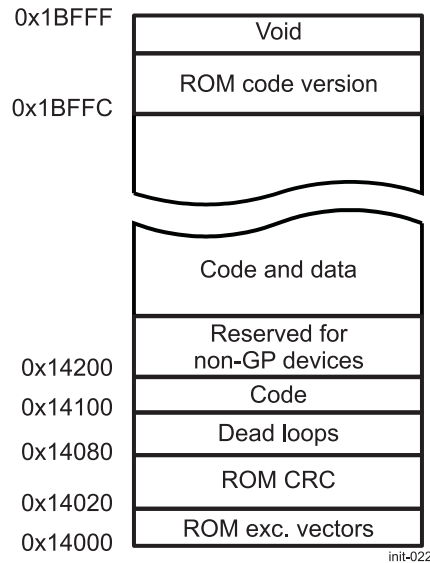 0x1BFFF
Void
ROM code version
0x1BFFC
Code and data
Reserved for
non-GP devices
0x14200
Code
0x14100
Dead loops
0x14080
ROM CRC
0x14020
ROM exc. vectors
0x14000
init-022